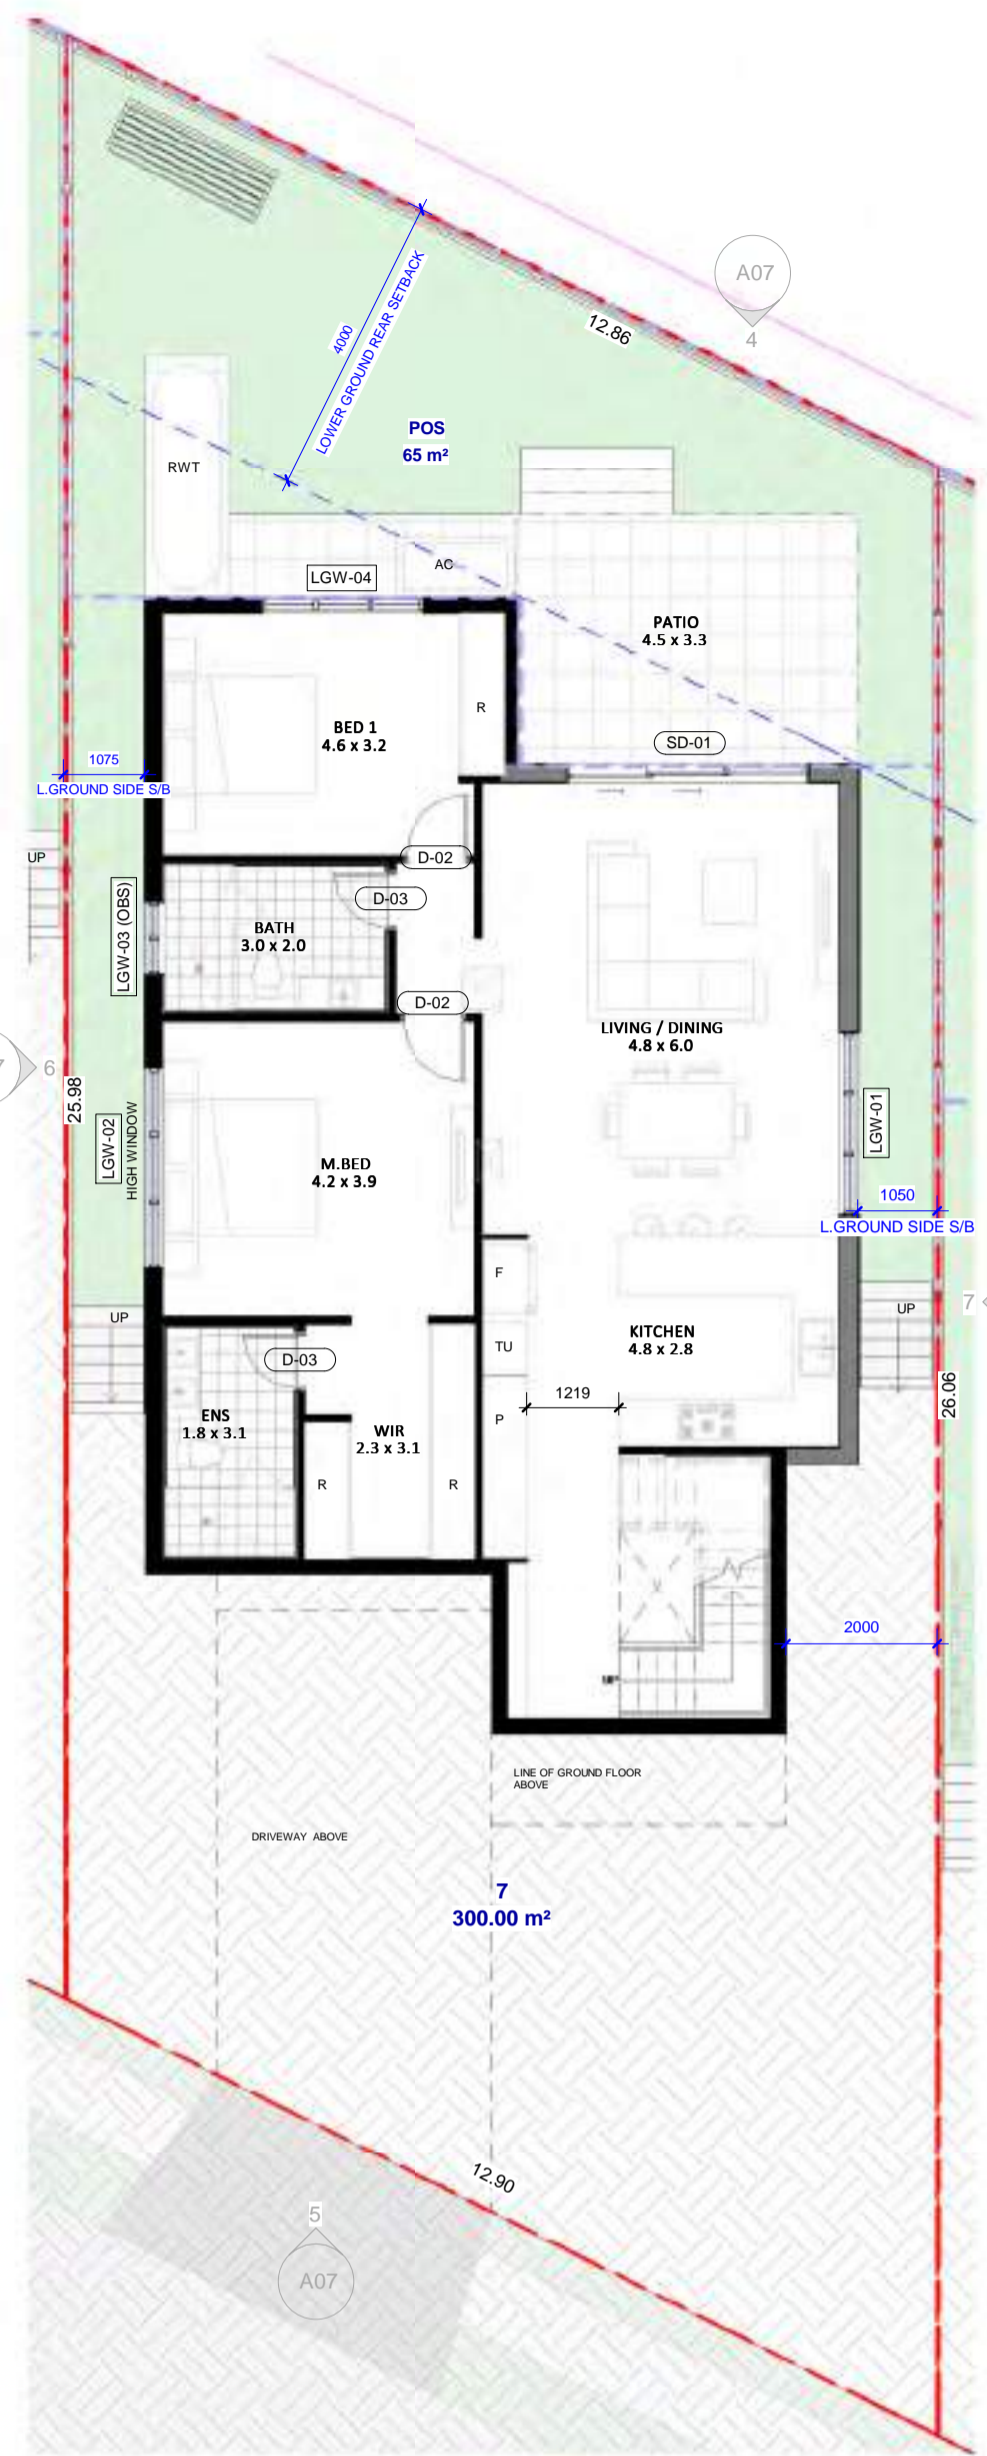 A07
4
12.86
4000
LOWER GROUND REAR SETBACK
POS
65 m²
RWT
AC
LGW-04
PATIO
4.5 x 3.3
BED 1
4.6 x 3.2
R
SD-01
1075
L.GROUND SIDE S/B
UP
D-02
D-03
LGW-03 (OBS)
BATH
3.0 x 2.0
D-02
LIVING / DINING
4.8 x 6.0
7
6
25.98
LGW-02
HIGH WINDOW
M.BED
4.2 x 3.9
LGW-01
1050
L.GROUND SIDE S/B
F
UP
UP
7
TU
KITCHEN
4.8 x 2.8
D-03
1219
26.06
ENS
1.8 x 3.1
WIR
2.3 x 3.1
P
R
R
2000
LINE OF GROUND FLOOR
ABOVE
DRIVEWAY ABOVE
7
300.00 m²
12.90
5
A07